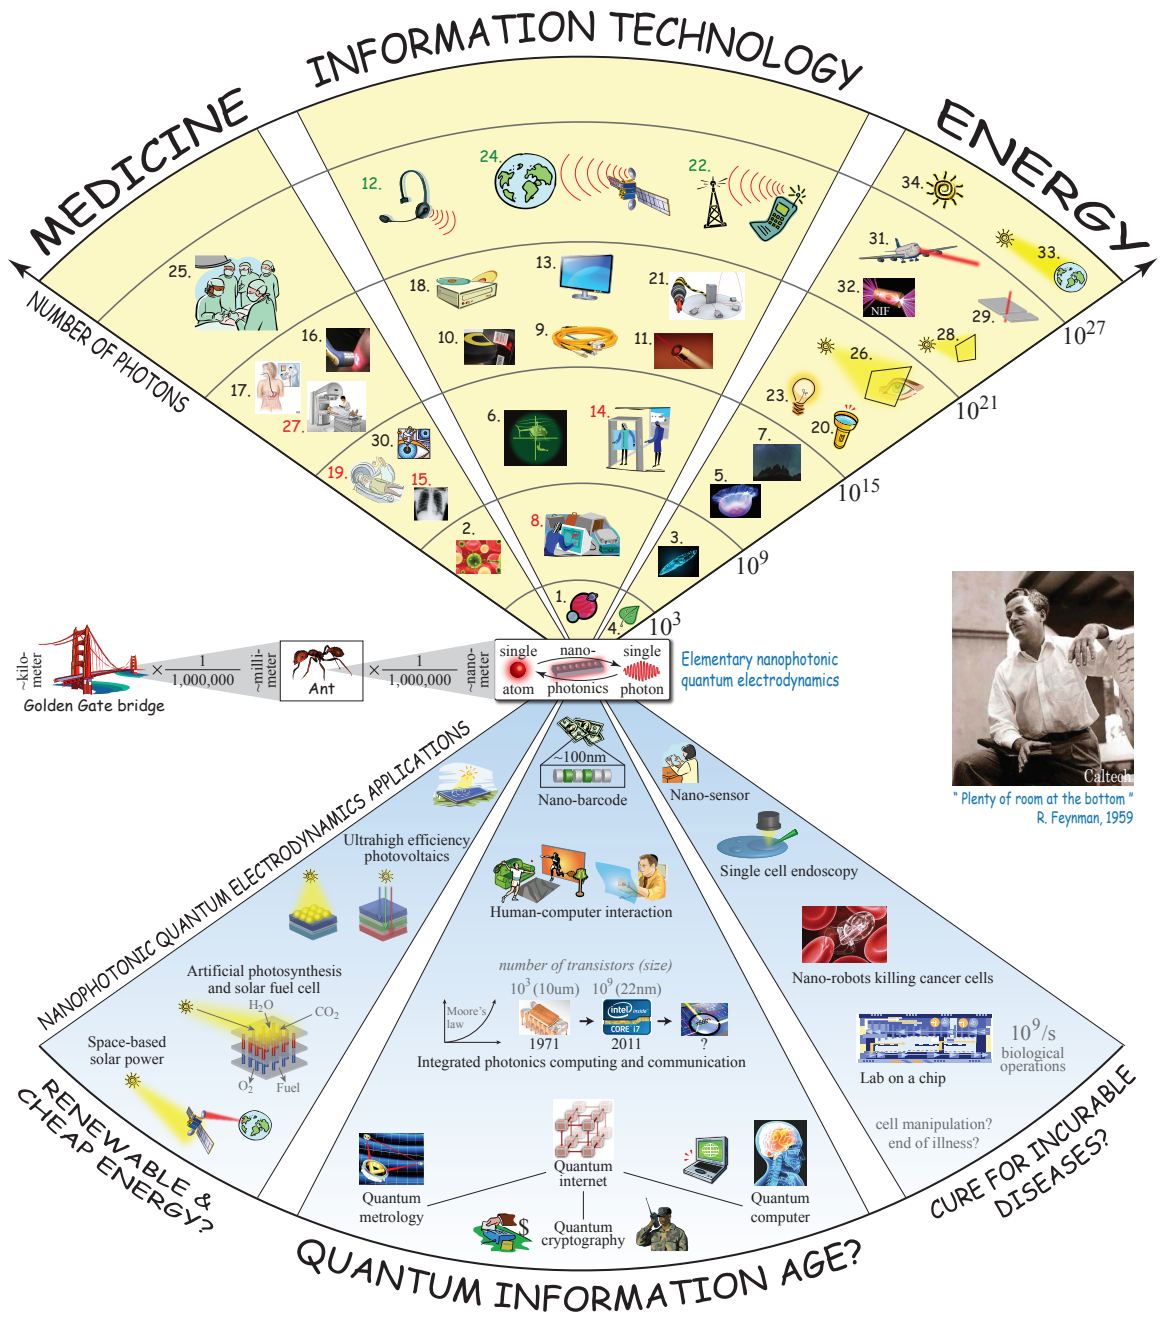 INFORMATION TECHNOLOGY
MEDICINE
ENERGY
NUMBER OF PHOTONS
24.
22.
12.
34.
31.
33.
25.
13.
18.
21.
32.
NIF
29.
10^27
16.
10.
9.
11.
28.
26.
17.
27.
23.
10^21
30.
6.
14.
20.
7.
19.
15.
5.
10^15
2.
8.
3.
10^9
1.
4.
10^3
~kilo-
meter
× 1
1,000,000
~milli-
meter
Ant
× 1
1,000,000
~nano-
meter
single
atom
nano-
photonics
single
photon
Golden Gate bridge
Elementary nanophotonic
quantum electrodynamics
Caltech
" Plenty of room at the bottom "
R. Feynman, 1959
NANOPHOTONIC QUANTUM ELECTRODYNAMICS APPLICATIONS
~100nm
Nano-barcode
Nano-sensor
Ultrahigh efficiency
photovoltaics
Single cell endoscopy
Human-computer interaction
Artificial photosynthesis
and solar fuel cell
H2O
CO2
O2
Fuel
Space-based
solar power
number of transistors (size)
10^3 (10um) 10^9 (22nm)
Moore's
law
intel inside
CORE i7
1971
2011
?
Integrated photonics computing and communication
Nano-robots killing cancer cells
10^9/s
biological
operations
Lab on a chip
cell manipulation?
end of illness?
Quantum
internet
Quantum
metrology
Quantum
computer
$
Quantum
cryptography
RENEWABLE &
CHEAP ENERGY?
QUANTUM INFORMATION AGE?
CURE FOR INCURABLE
DISEASES?